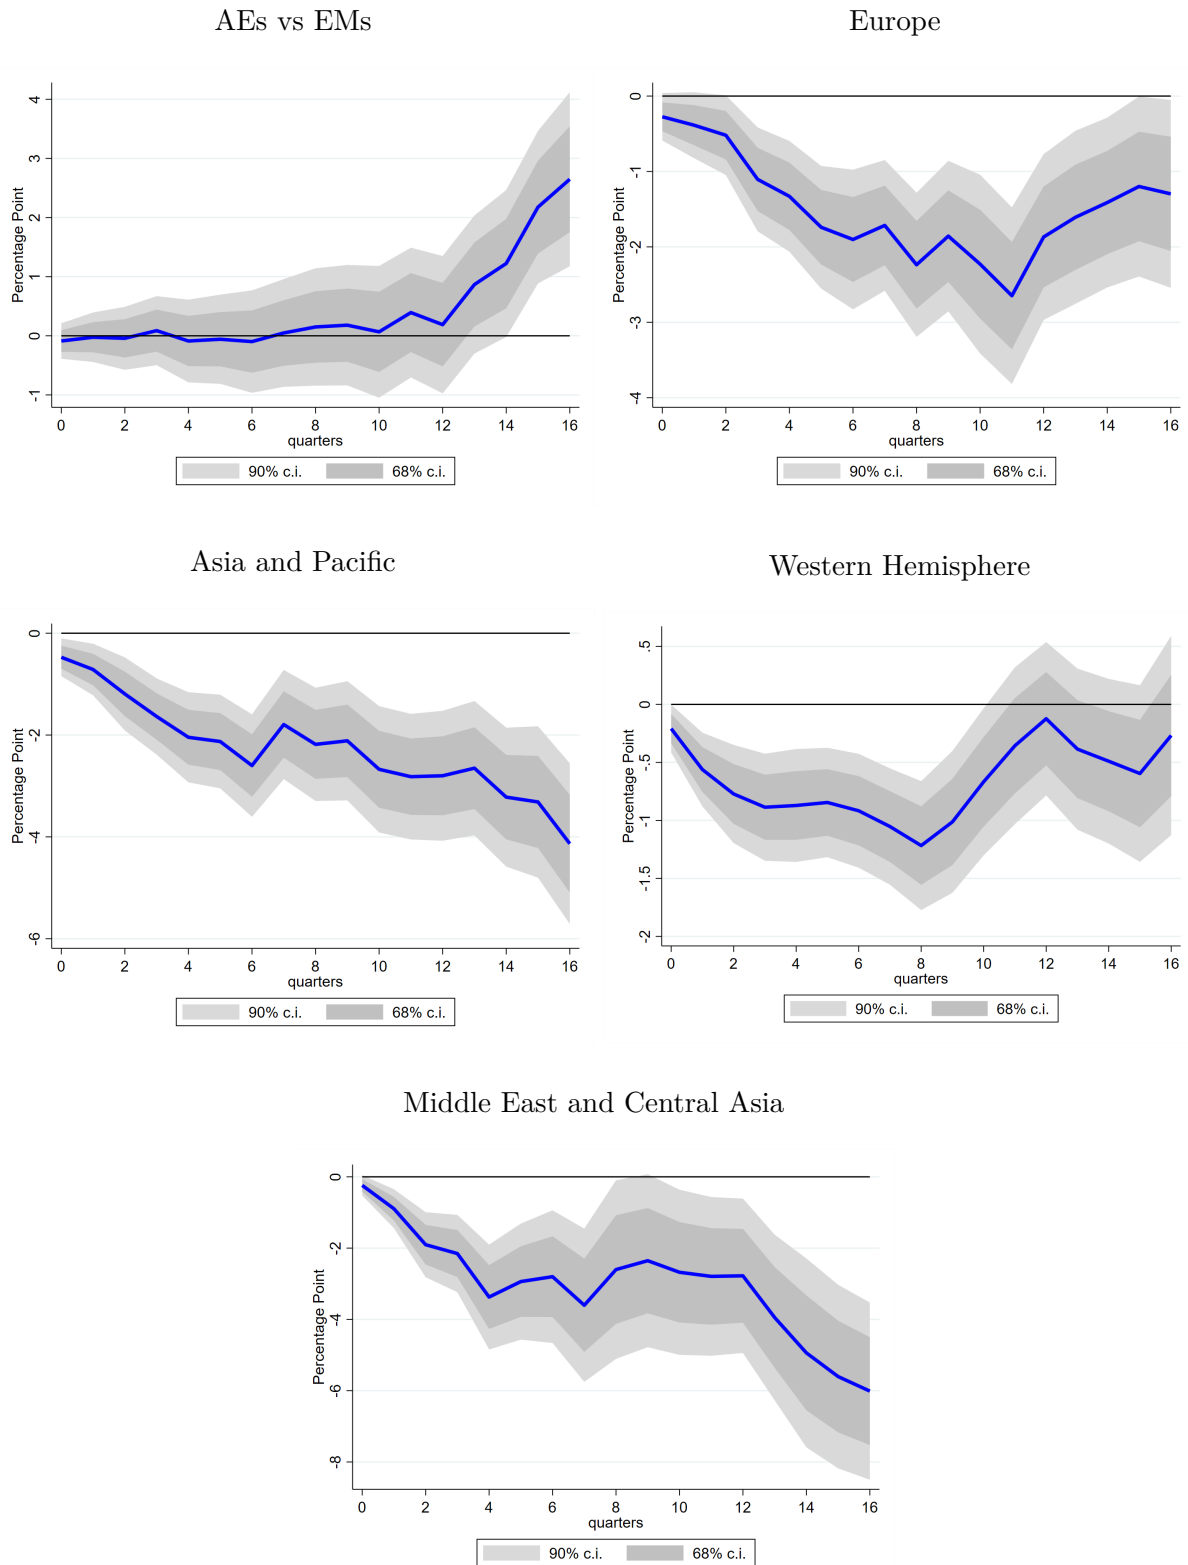 AEs vs EMs
Percentage Point
4
3
2
1
0
-1
0 2 4 6 8 10 12 14 16
quarters
90% c.i. 68% c.i.
Europe
Percentage Point
0
-1
-2
-3
-4
0 2 4 6 8 10 12 14 16
quarters
90% c.i. 68% c.i.
Asia and Pacific
Percentage Point
0
-2
-4
-6
0 2 4 6 8 10 12 14 16
quarters
90% c.i. 68% c.i.
Western Hemisphere
Percentage Point
.5
0
-.5
-1
-1.5
-2
0 2 4 6 8 10 12 14 16
quarters
90% c.i. 68% c.i.
Middle East and Central Asia
Percentage Point
0
-2
-4
-6
-8
0 2 4 6 8 10 12 14 16
quarters
90% c.i. 68% c.i.